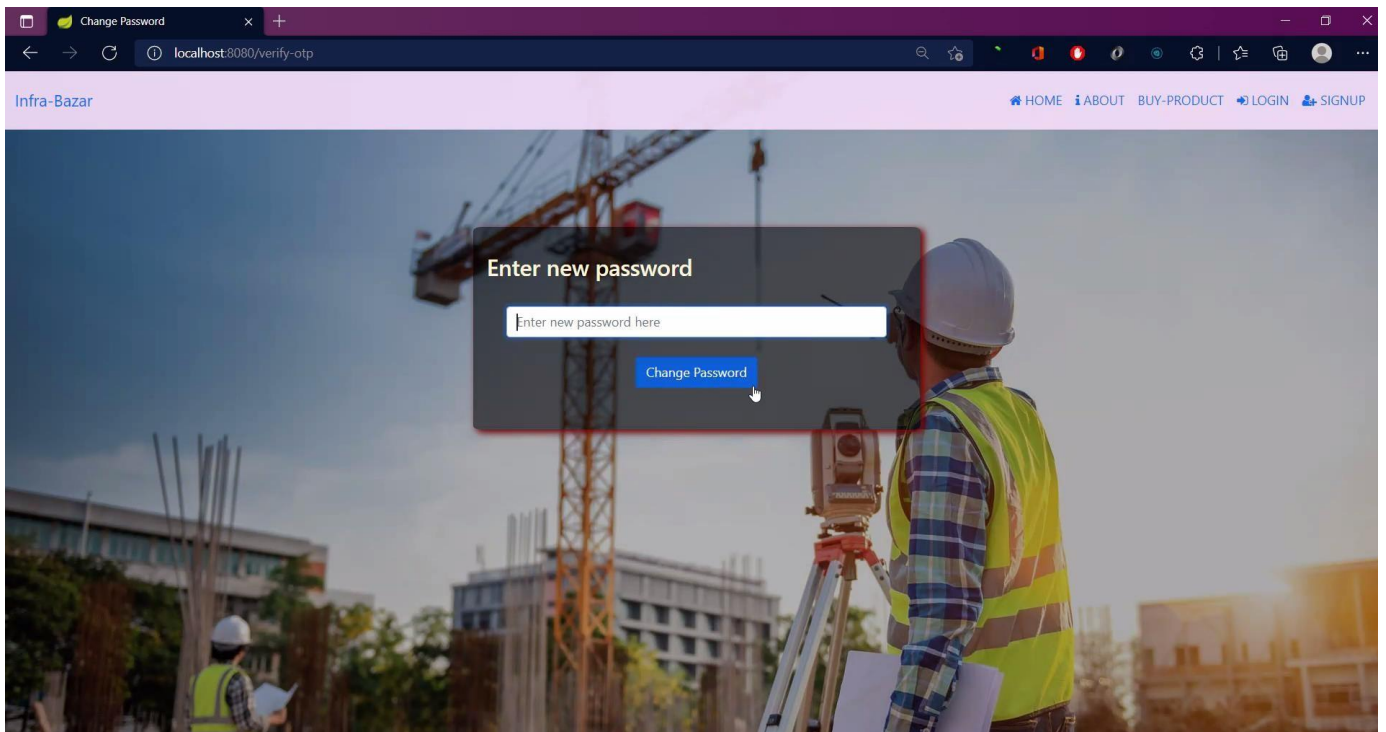 Change Password
localhost:8080/verify-otp
Infra-Bazar
HOME ABOUT BUY-PRODUCT LOGIN SIGNUP
Enter new password
Enter new password here
Change Password